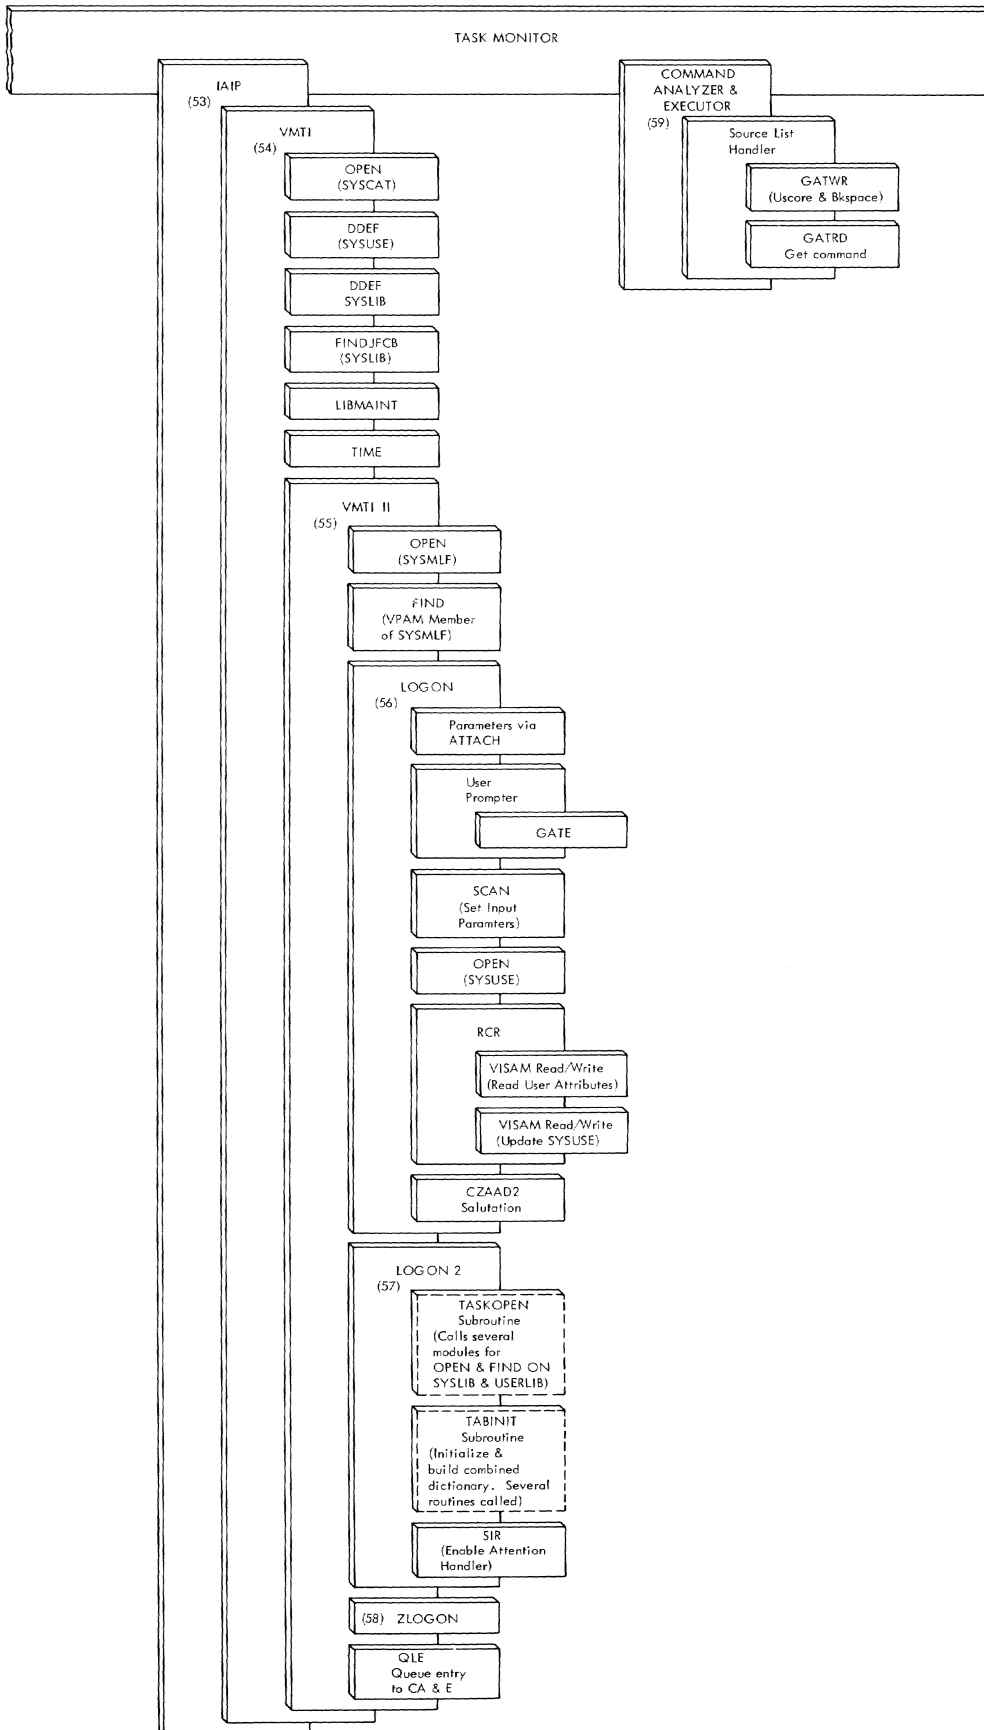 TASK MONITOR
IAIP
(53)
VMTI
(54)
OPEN
(SYSCAT)
DDEF
(SYSUSE)
DDEF
SYSLIB
FINDJFCB
(SYSLIB)
LIBMAINT
TIME
VMTI II
(55)
OPEN
(SYSMLF)
FIND
(VPAM Member
of SYSMLF)
LOGON
(56)
Parameters via
ATTACH
User
Prompter
GATE
SCAN
(Set Input
Paramters)
OPEN
(SYSUSE)
RCR
VISAM Read/Write
(Read User Attributes)
VISAM Read/Write
(Update SYSUSE)
CZAAD2
Salutation
LOGON 2
(57)
TASKOPEN
Subroutine
(Calls several
modules for
OPEN & FIND ON
SYSLIB & USERLIB)
TABINIT
Subroutine
(Initialize &
build combined
dictionary. Several
routines called)
SIR
(Enable Attention
Handler)
(58) ZLOGON
QLE
Queue entry
to CA & E
COMMAND
ANALYZER &
EXECUTOR
(59)
Source List
Handler
GATWR
(Uscore & Bkspace)
GATRD
Get command